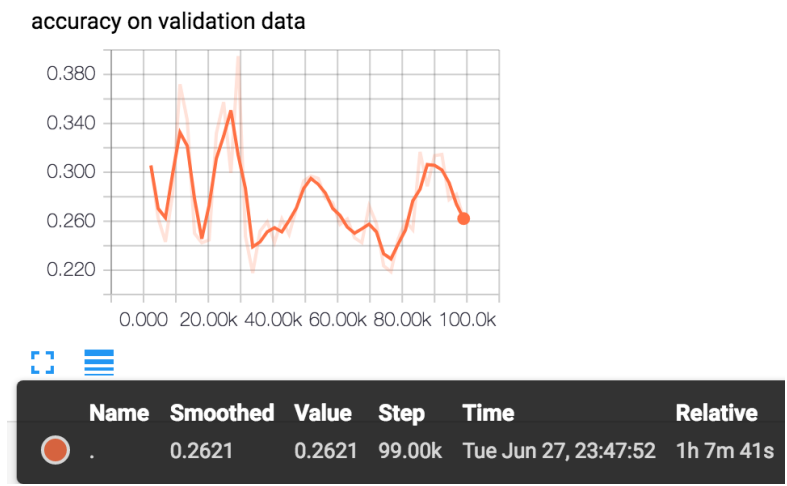 accuracy on validation data
0.380
0.340
0.300
0.260
0.220
0.000 20.00k 40.00k 60.00k 80.00k 100.0k
Name Smoothed Value Step Time Relative
. 0.2621 0.2621 99.00k Tue Jun 27, 23:47:52 1h 7m 41s